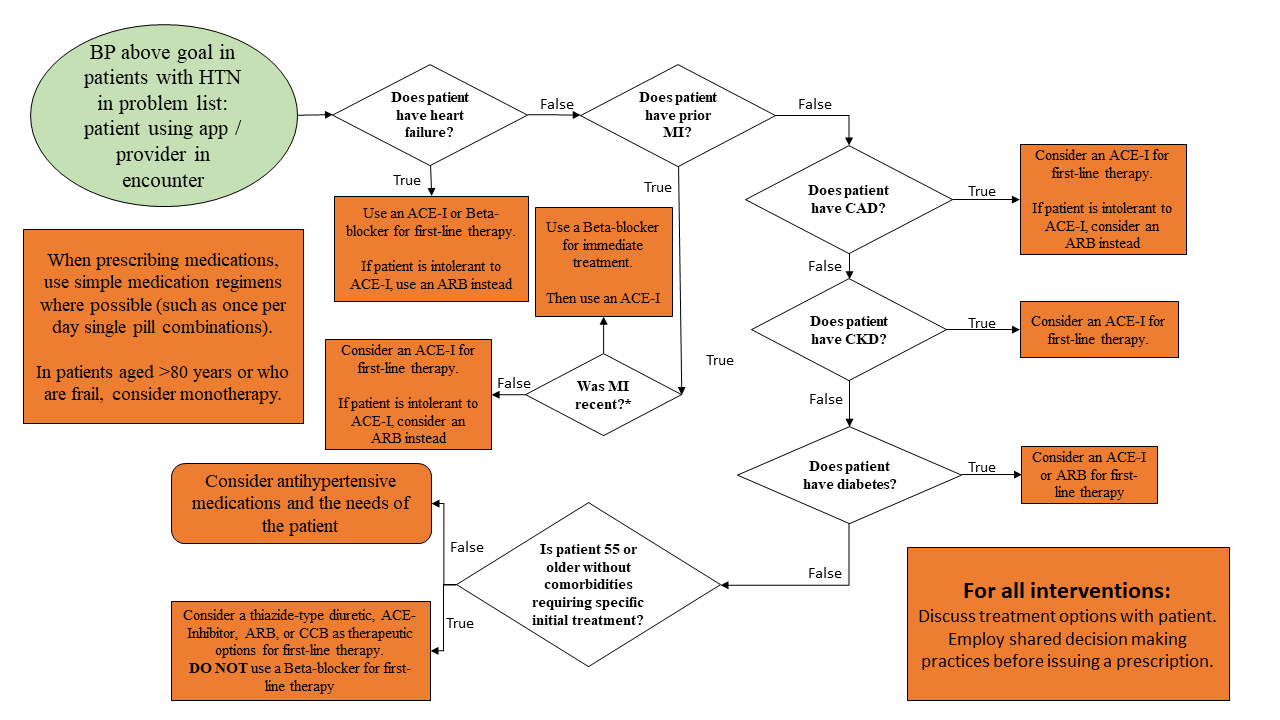 BP above goal in
patients with HTN
in problem list:
patient using app /
provider in
encounter
Does patient
have heart
failure?
False
Does patient
have prior
MI?
False
True
True
Use an ACE-I or Beta-
blocker for first-line therapy.
If patient is intolerant to
ACE-I, use an ARB instead
Use a Beta-blocker
for immediate
treatment.
Then use an ACE-I
Does patient
have CAD?
True
Consider an ACE-I for
first-line therapy.
If patient is intolerant to
ACE-I, consider an
ARB instead
False
When prescribing medications,
use simple medication regimens
where possible (such as once per
day single pill combinations).
In patients aged >80 years or who
are frail, consider monotherapy.
Does patient
have CKD?
True
Consider an ACE-I for
first-line therapy.
Consider an ACE-I for
first-line therapy.
If patient is intolerant to
ACE-I, consider an
ARB instead
False
Was MI
recent?*
True
False
Does patient
have diabetes?
True
Consider an ACE-I
or ARB for first-
line therapy
Consider antihypertensive
medications and the needs of
the patient
False
Is patient 55 or
older without
comorbidities
requiring specific
initial treatment?
False
True
Consider a thiazide-type diuretic, ACE-
Inhibitor, ARB, or CCB as therapeutic
options for first-line therapy.
DO NOT use a Beta-blocker for first-
line therapy
For all interventions:
Discuss treatment options with patient.
Employ shared decision making
practices before issuing a prescription.